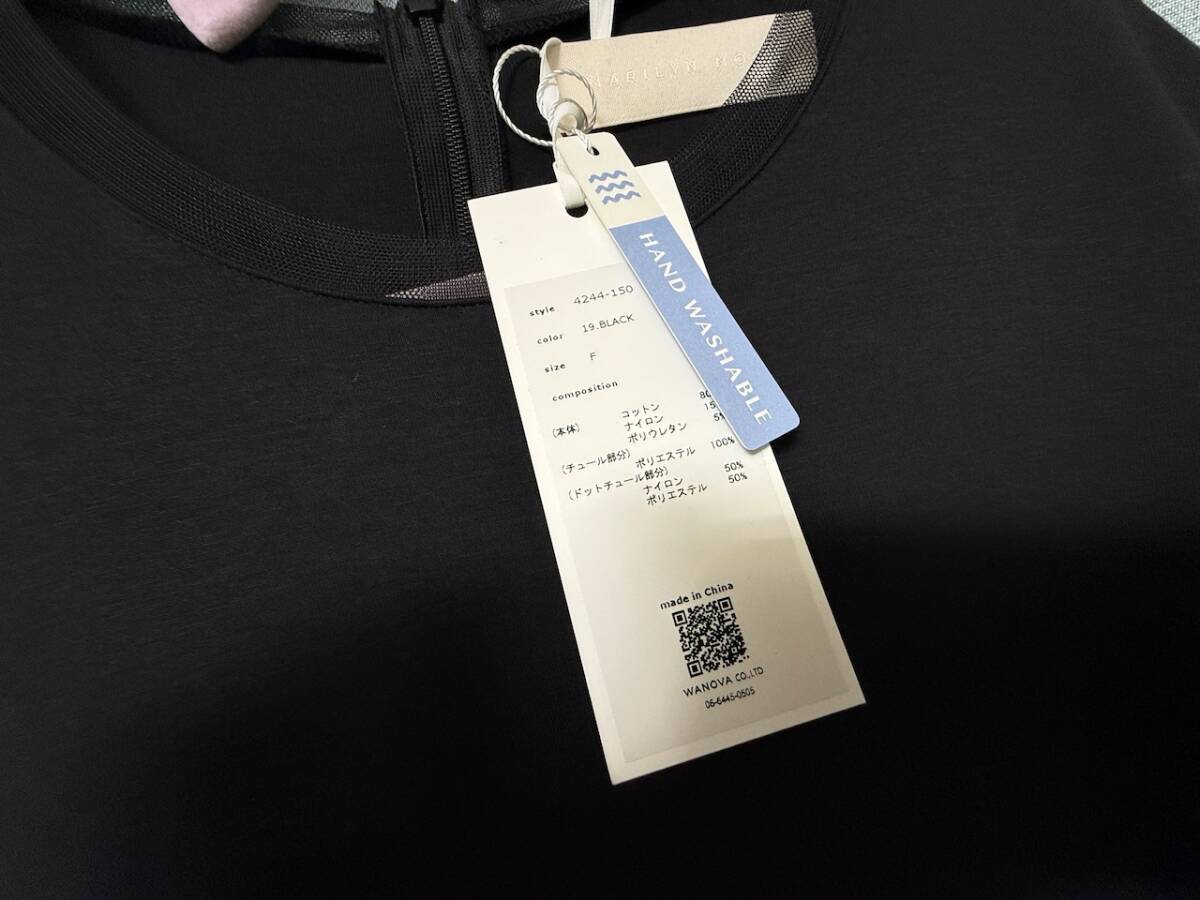 MARILYN MO
HAND WASHABLE
style 4244-150
color 19.BLACK
size F
composition
(本体) コットン 80
ナイロン 15
ポリウレタン 5%
(チュール部分)
ポリエステル 100%
(ドットチュール部分)
ナイロン 50%
ポリエステル 50%
made in China
WANOVA CO.,LTD
06-6445-0505